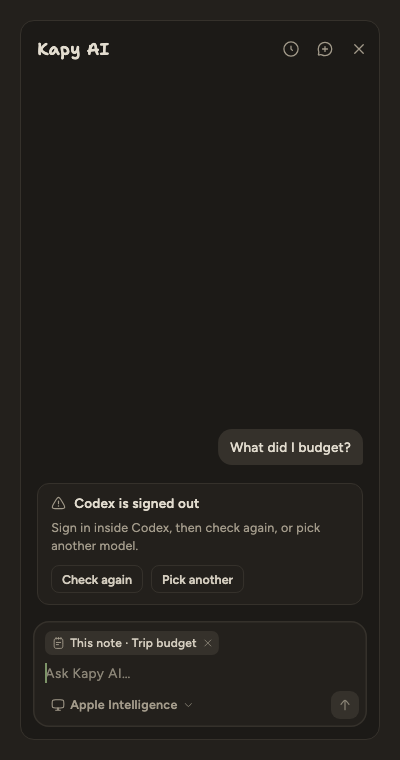 Kapy AI
What did I budget?
Codex is signed out
Sign in inside Codex, then check again, or pick
another model.
Check again
Pick another
This note · Trip budget
Ask Kapy AI...
Apple Intelligence